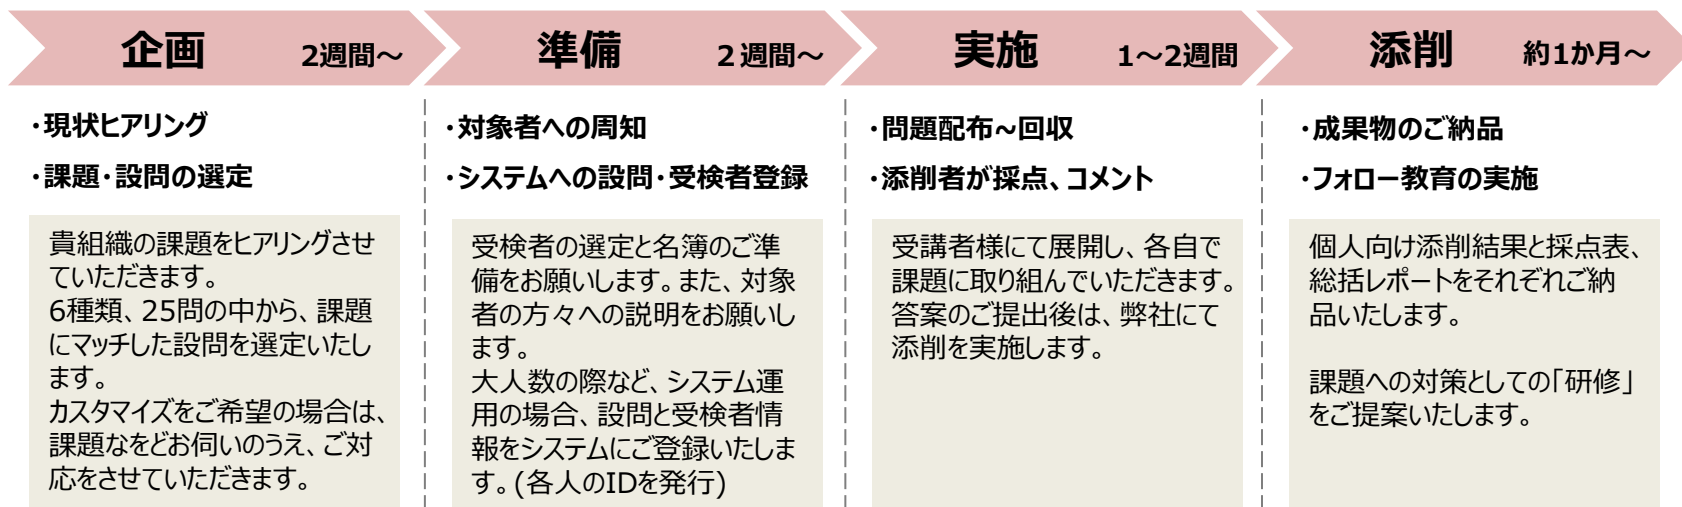 企画 2週間～
準備 ２週間～
実施 1～2週間
添削 約1か月～
・現状ヒアリング
・課題・設問の選定
貴組織の課題をヒアリングさせ
ていただきます。
6種類、25問の中から、課題
にマッチした設問を選定いたし
ます。
カスタマイズをご希望の場合は、
課題なをどお伺いのうえ、ご対
応をさせていただきます。
・対象者への周知
・システムへの設問・受検者登録
受検者の選定と名簿のご準
備をお願いします。また、対象
者の方々への説明をお願いし
ます。
大人数の際など、システム運
用の場合、設問と受検者情
報をシステムにご登録いたしま
す。(各人のIDを発行)
・問題配布~回収
・添削者が採点、コメント
受講者様にて展開し、各自で
課題に取り組んでいただきます。
答案のご提出後は、弊社にて
添削を実施します。
・成果物のご納品
・フォロー教育の実施
個人向け添削結果と採点表、
総括レポートをそれぞれご納
品いたします。
課題への対策としての「研修」
をご提案いたします。